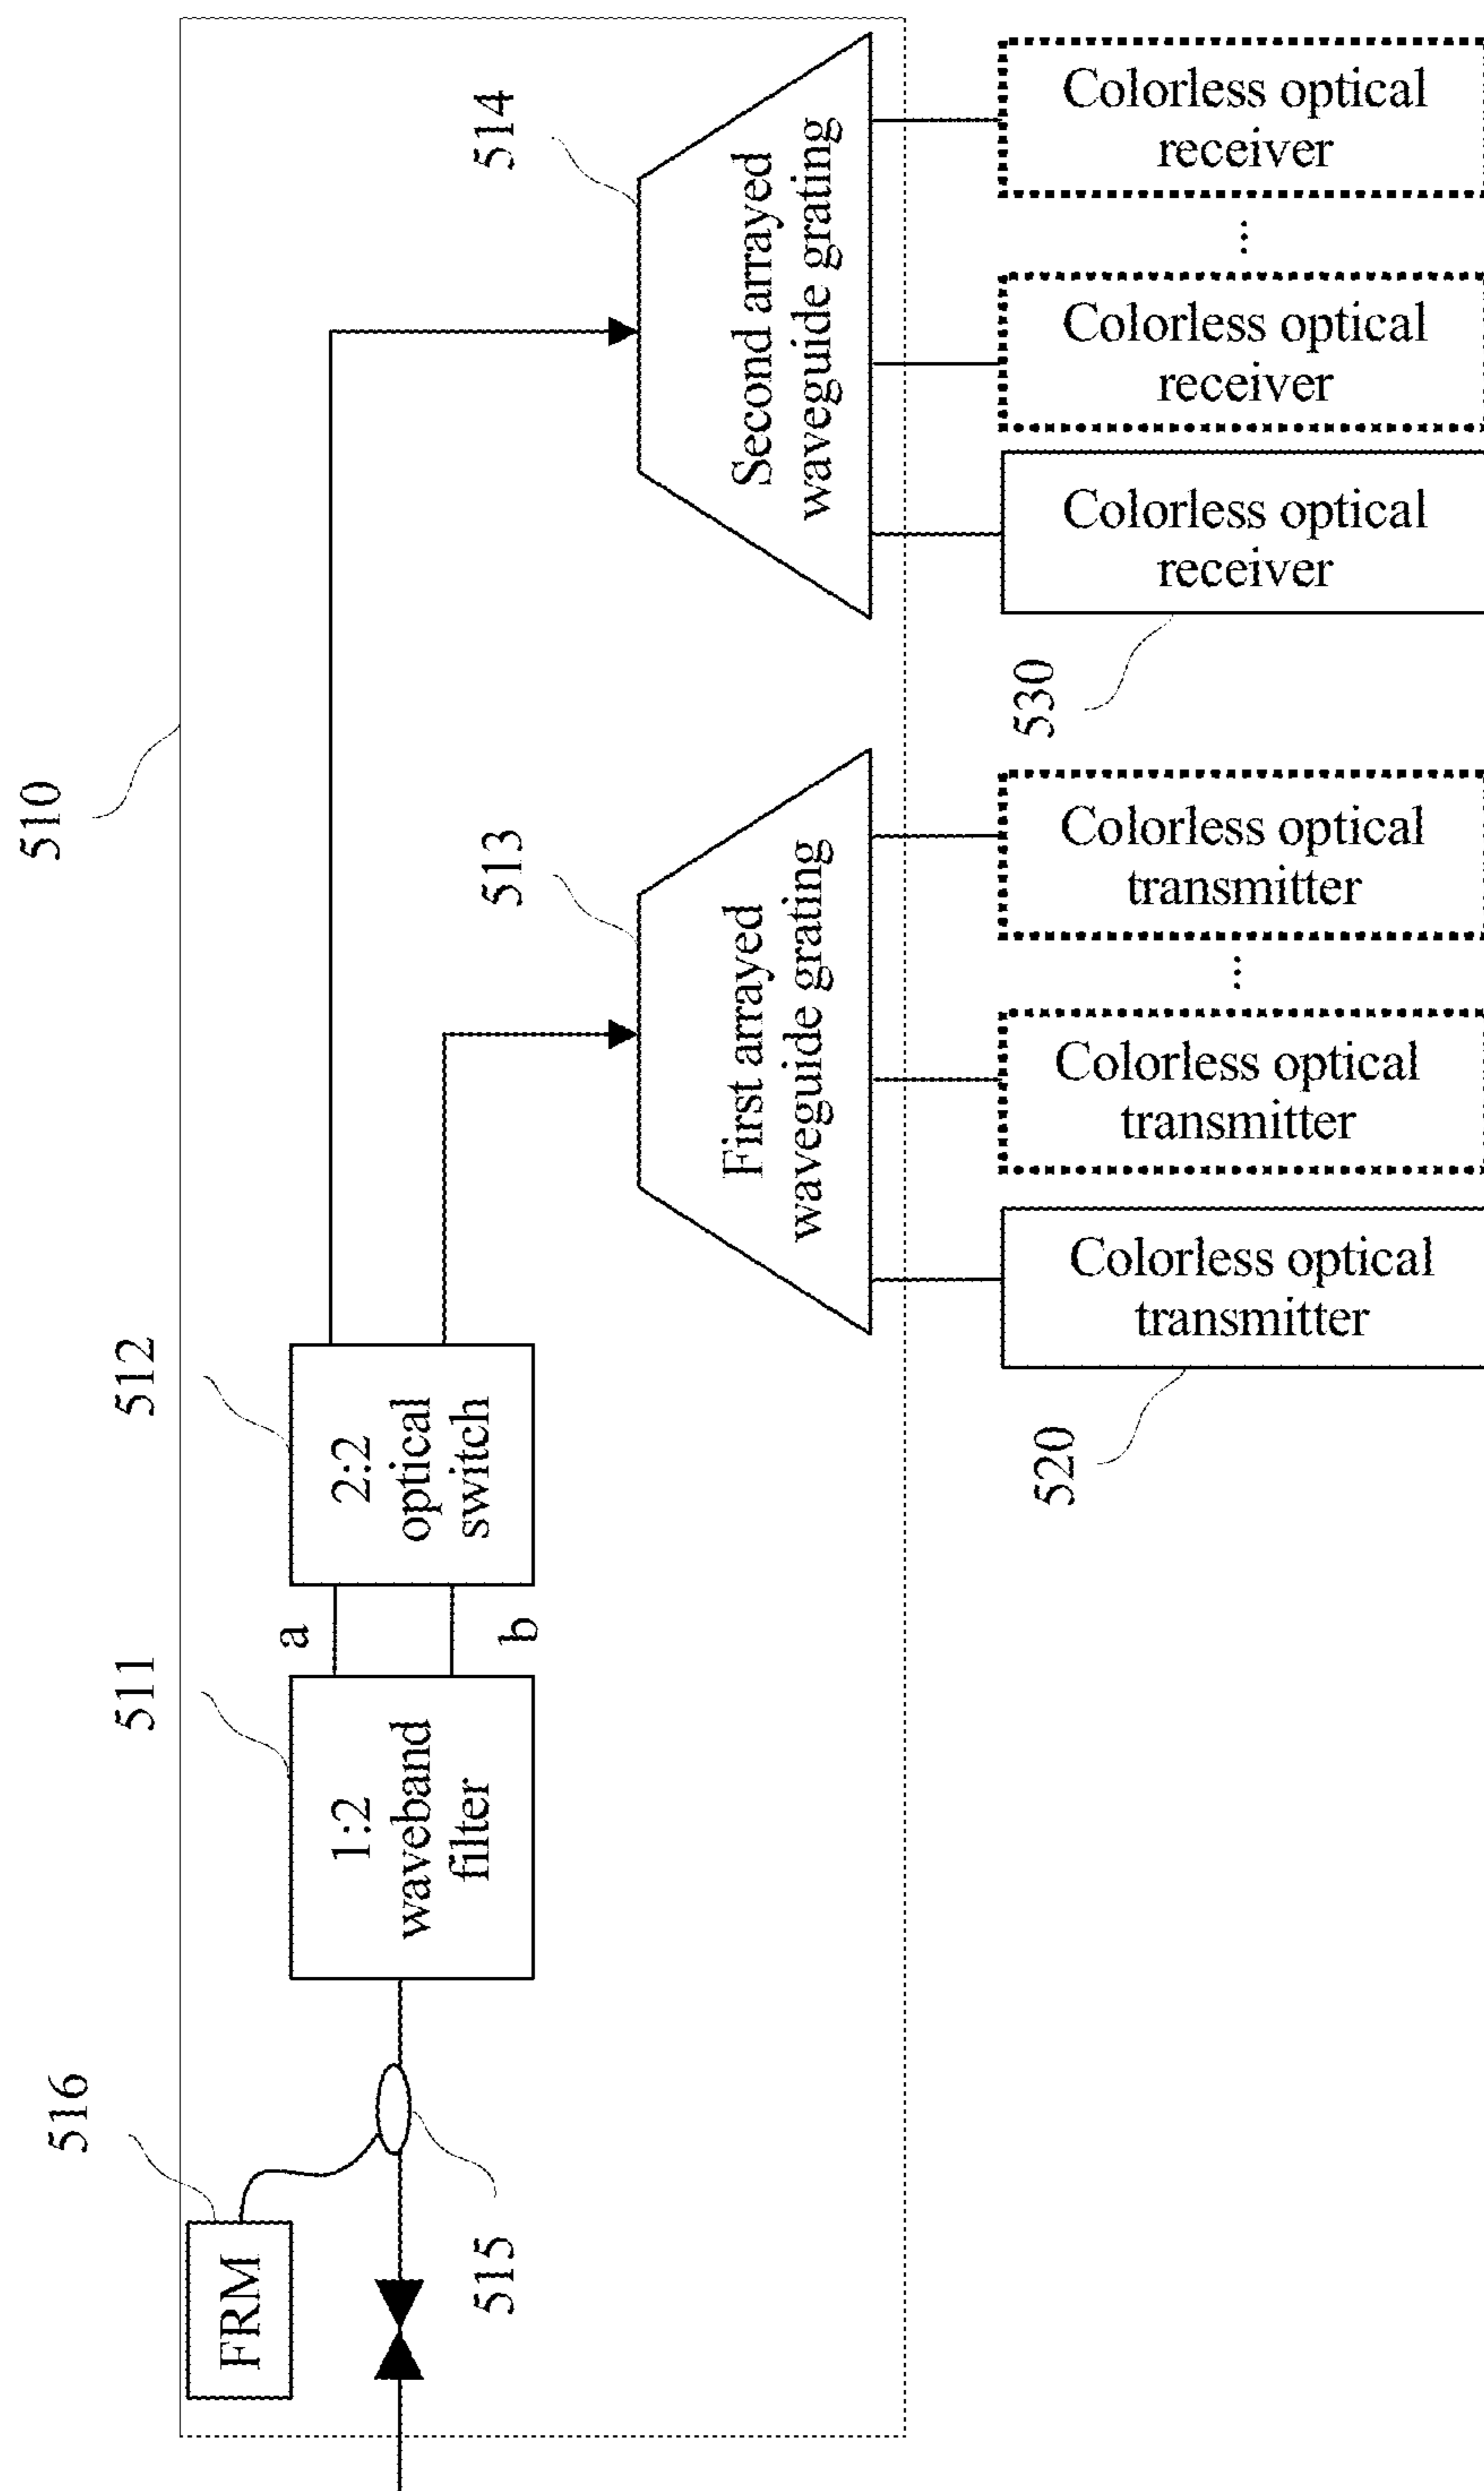 510
516
FRM
515
511
1:2
waveband
filter
a
b
512
2:2
optical
switch
513
First arrayed
waveguide grating
514
Second arrayed
waveguide grating
520
Colorless optical
transmitter
Colorless optical
transmitter
...
Colorless optical
transmitter
530
Colorless optical
receiver
Colorless optical
receiver
...
Colorless optical
receiver